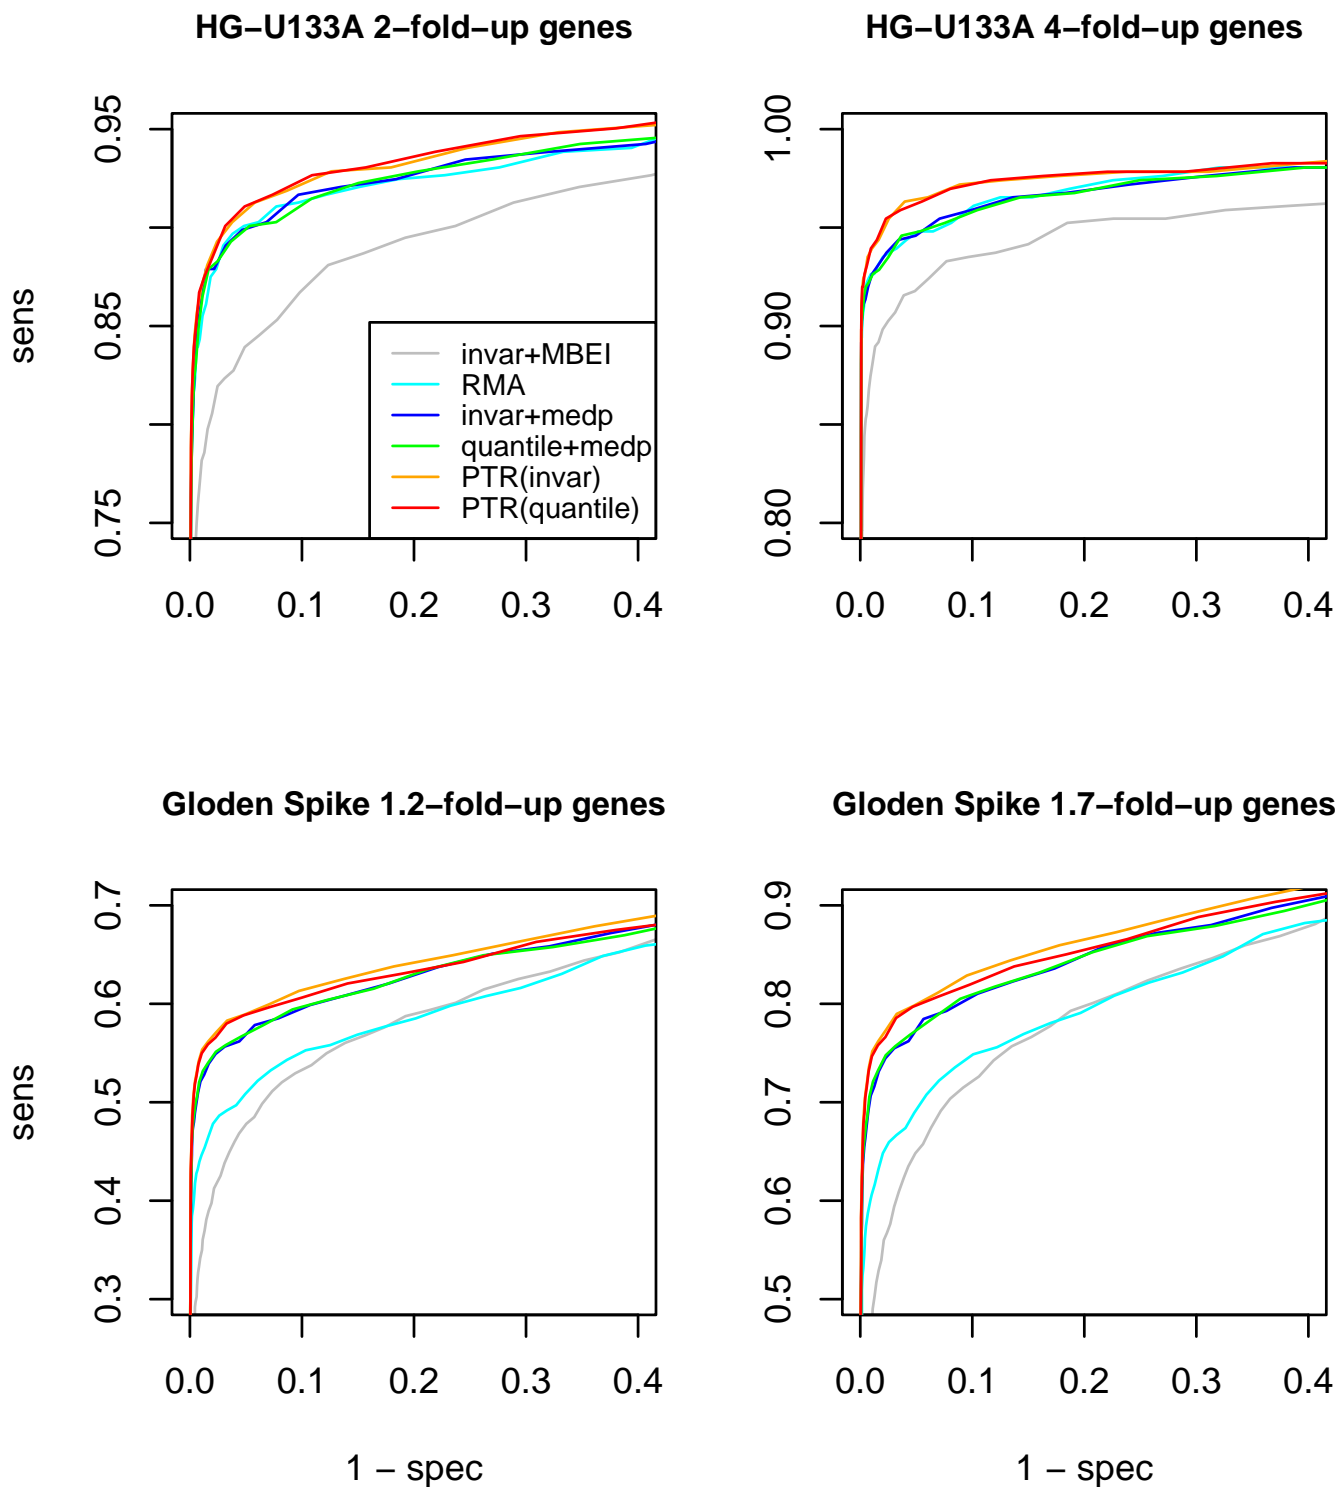 HG−U133A 2−fold−up genes
HG−U133A 4−fold−up genes
sens
0.95
0.85
0.75
invar+MBEI
RMA
invar+medp
quantile+medp
PTR(invar)
PTR(quantile)
0.0 0.1 0.2 0.3 0.4
1.00
0.90
0.80
0.0 0.1 0.2 0.3 0.4
Gloden Spike 1.2−fold−up genes
Gloden Spike 1.7−fold−up genes
sens
0.7
0.6
0.5
0.4
0.3
0.0 0.1 0.2 0.3 0.4
1 − spec
0.9
0.8
0.7
0.6
0.5
0.0 0.1 0.2 0.3 0.4
1 − spec